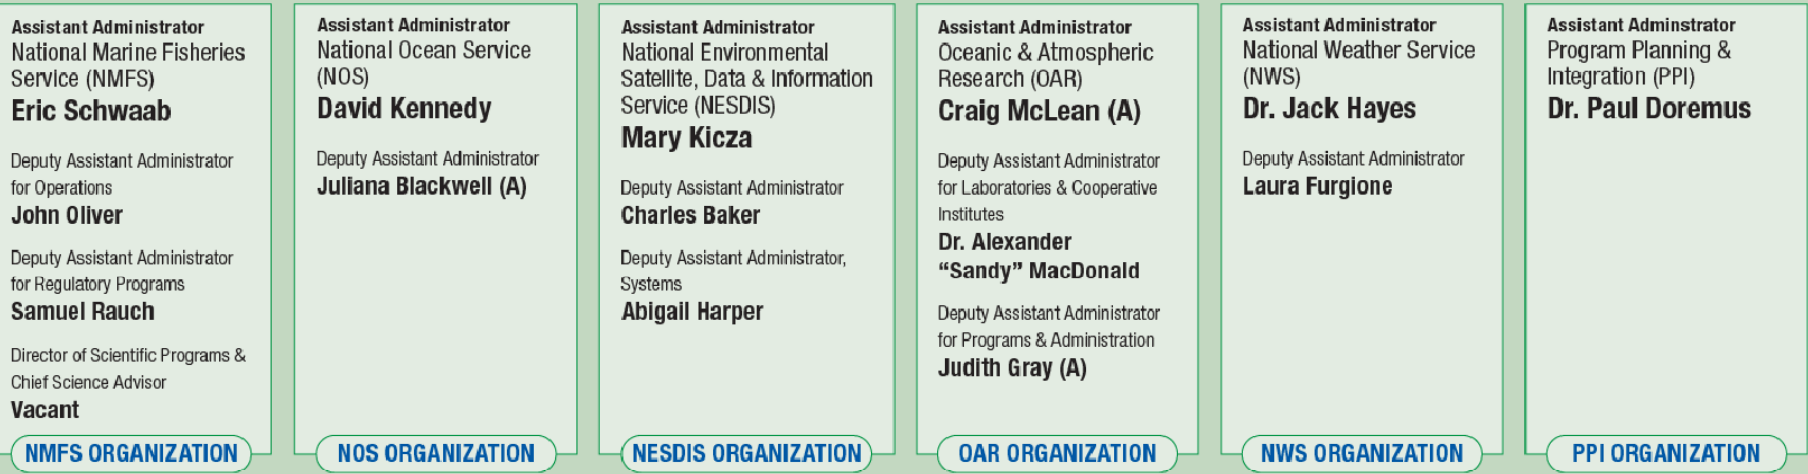 Assistant Administrator
National Marine Fisheries
Service (NMFS)
Eric Schwaab
Deputy Assistant Administrator
for Operations
John Oliver
Deputy Assistant Administrator
for Regulatory Programs
Samuel Rauch
Director of Scientific Programs &
Chief Science Advisor
Vacant
NMFS ORGANIZATION
Assistant Administrator
National Ocean Service
(NOS)
David Kennedy
Deputy Assistant Administrator
Juliana Blackwell (A)
NOS ORGANIZATION
Assistant Administrator
National Environmental
Satellite, Data & Information
Service (NESDIS)
Mary Kicza
Deputy Assistant Administrator
Charles Baker
Deputy Assistant Administrator,
Systems
Abigail Harper
NESDIS ORGANIZATION
Assistant Administrator
Oceanic & Atmospheric
Research (OAR)
Craig McLean (A)
Deputy Assistant Administrator
for Laboratories & Cooperative
Institutes
Dr. Alexander
“Sandy” MacDonald
Deputy Assistant Administrator
for Programs & Administration
Judith Gray (A)
OAR ORGANIZATION
Assistant Administrator
National Weather Service
(NWS)
Dr. Jack Hayes
Deputy Assistant Administrator
Laura Furgione
NWS ORGANIZATION
Assistant Adminstrator
Program Planning &
Integration (PPI)
Dr. Paul Doremus
PPI ORGANIZATION